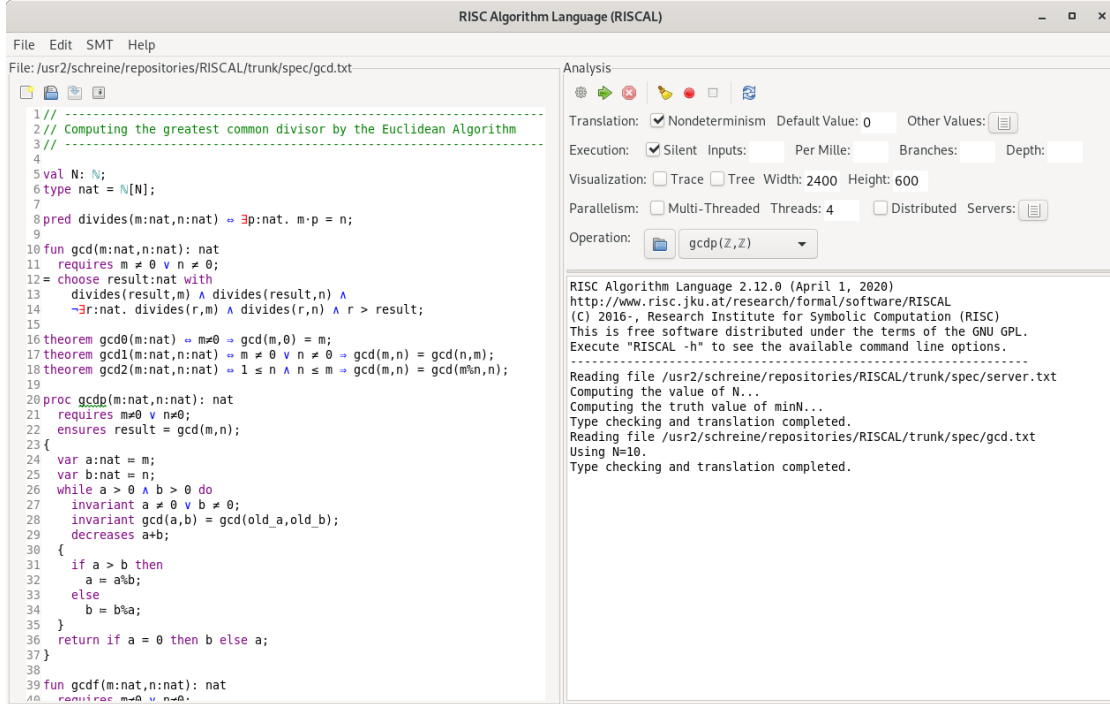 RISC Algorithm Language (RISCAL)
File Edit SMT Help
File: /usr2/schreine/repositories/RISCAL/trunk/spec/gcd.txt
1 // --------------------------------------------------------------------
2 // Computing the greatest common divisor by the Euclidean Algorithm
3 // --------------------------------------------------------------------
4
5 val N: ℕ;
6 type nat = ℕ[N];
7
8 pred divides(m:nat,n:nat) ⇔ ∃p:nat. m·p = n;
9
10 fun gcd(m:nat,n:nat): nat
11   requires m ≠ 0 ∨ n ≠ 0;
12 = choose result:nat with
13     divides(result,m) ∧ divides(result,n) ∧
14     ¬∃r:nat. divides(r,m) ∧ divides(r,n) ∧ r > result;
15
16 theorem gcd0(m:nat) ⇔ m≠0 ⇒ gcd(m,0) = m;
17 theorem gcd1(m:nat,n:nat) ⇔ m ≠ 0 ∨ n ≠ 0 ⇒ gcd(m,n) = gcd(n,m);
18 theorem gcd2(m:nat,n:nat) ⇔ 1 ≤ n ∧ n ≤ m ⇒ gcd(m,n) = gcd(m%n,n);
19
20 proc gcdp(m:nat,n:nat): nat
21   requires m≠0 ∨ n≠0;
22   ensures result = gcd(m,n);
23 {
24   var a:nat ≔ m;
25   var b:nat ≔ n;
26   while a > 0 ∧ b > 0 do
27     invariant a ≠ 0 ∨ b ≠ 0;
28     invariant gcd(a,b) = gcd(old_a,old_b);
29     decreases a+b;
30   {
31     if a > b then
32       a ≔ a%b;
33     else
34       b ≔ b%a;
35   }
36   return if a = 0 then b else a;
37 }
38
39 fun gcdf(m:nat,n:nat): nat
40   requires m≠0 ∨ n≠0;
Analysis
Translation: Nondeterminism Default Value: 0 Other Values:
Execution: Silent Inputs: Per Mille: Branches: Depth:
Visualization: Trace Tree Width: 2400 Height: 600
Parallelism: Multi-Threaded Threads: 4 Distributed Servers:
Operation: gcdp(ℤ,ℤ)
RISC Algorithm Language 2.12.0 (April 1, 2020)
http://www.risc.jku.at/research/formal/software/RISCAL
(C) 2016-, Research Institute for Symbolic Computation (RISC)
This is free software distributed under the terms of the GNU GPL.
Execute "RISCAL -h" to see the available command line options.
-----------------------------------------------------------------
Reading file /usr2/schreine/repositories/RISCAL/trunk/spec/server.txt
Computing the value of N...
Computing the truth value of minN...
Type checking and translation completed.
Reading file /usr2/schreine/repositories/RISCAL/trunk/spec/gcd.txt
Using N=10.
Type checking and translation completed.